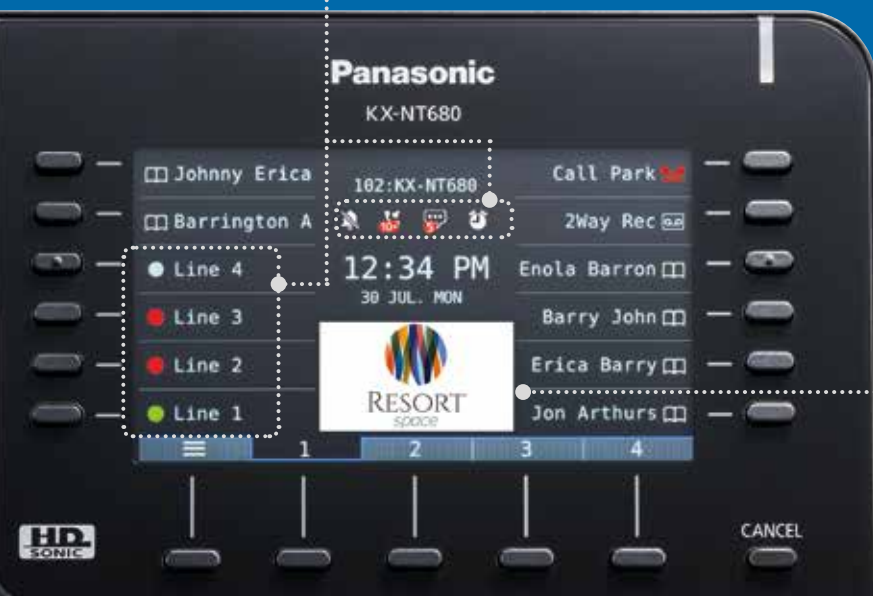 Panasonic
KX-NT680
Johnny Erica
Barrington A
Line 4
Line 3
Line 2
Line 1
102:KX-NT680
10+
5+
12:34 PM
30 JUL. MON
RESORT
space
Call Park
2Way Rec
Enola Barron
Barry John
Erica Barry
Jon Arthurs
1
2
3
4
HD
SONIC
CANCEL